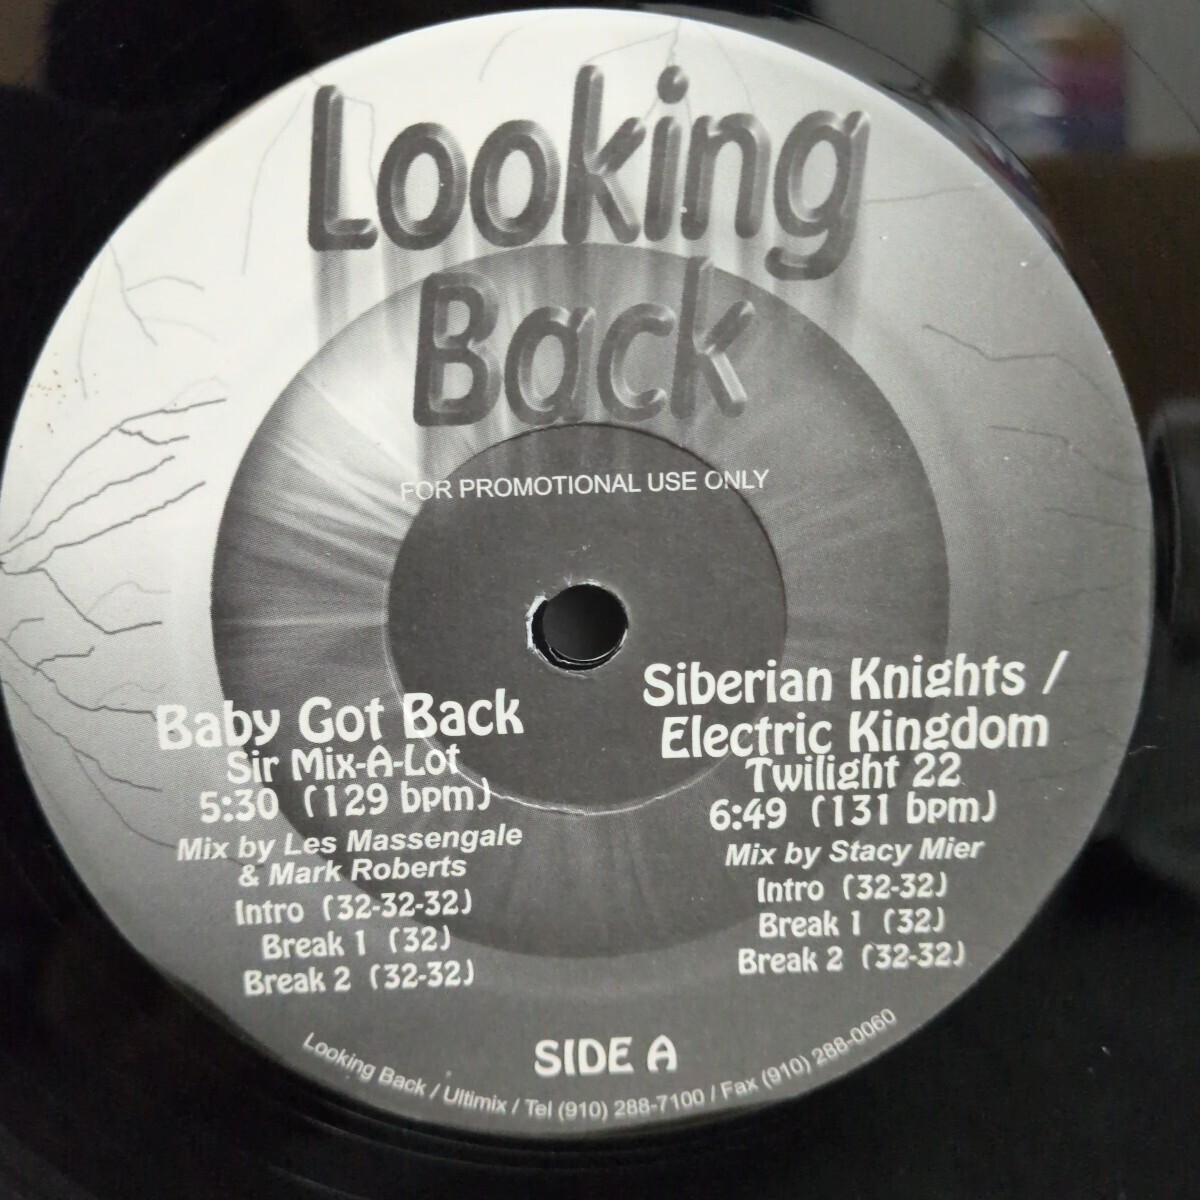 Looking
Back
FOR PROMOTIONAL USE ONLY
Baby Got Back
Sir Mix-A-Lot
5:30 (129 bpm)
Mix by Les Massengale
& Mark Roberts
Intro (32-32-32)
Break 1 (32)
Break 2 (32-32)
Siberian Knights /
Electric Kingdom
Twilight 22
6:49 (131 bpm)
Mix by Stacy Mier
Intro (32-32)
Break 1 (32)
Break 2 (32-32)
SIDE A
Looking Back / Ultimix / Tel (910) 288-7100 / Fax (910) 288-0060